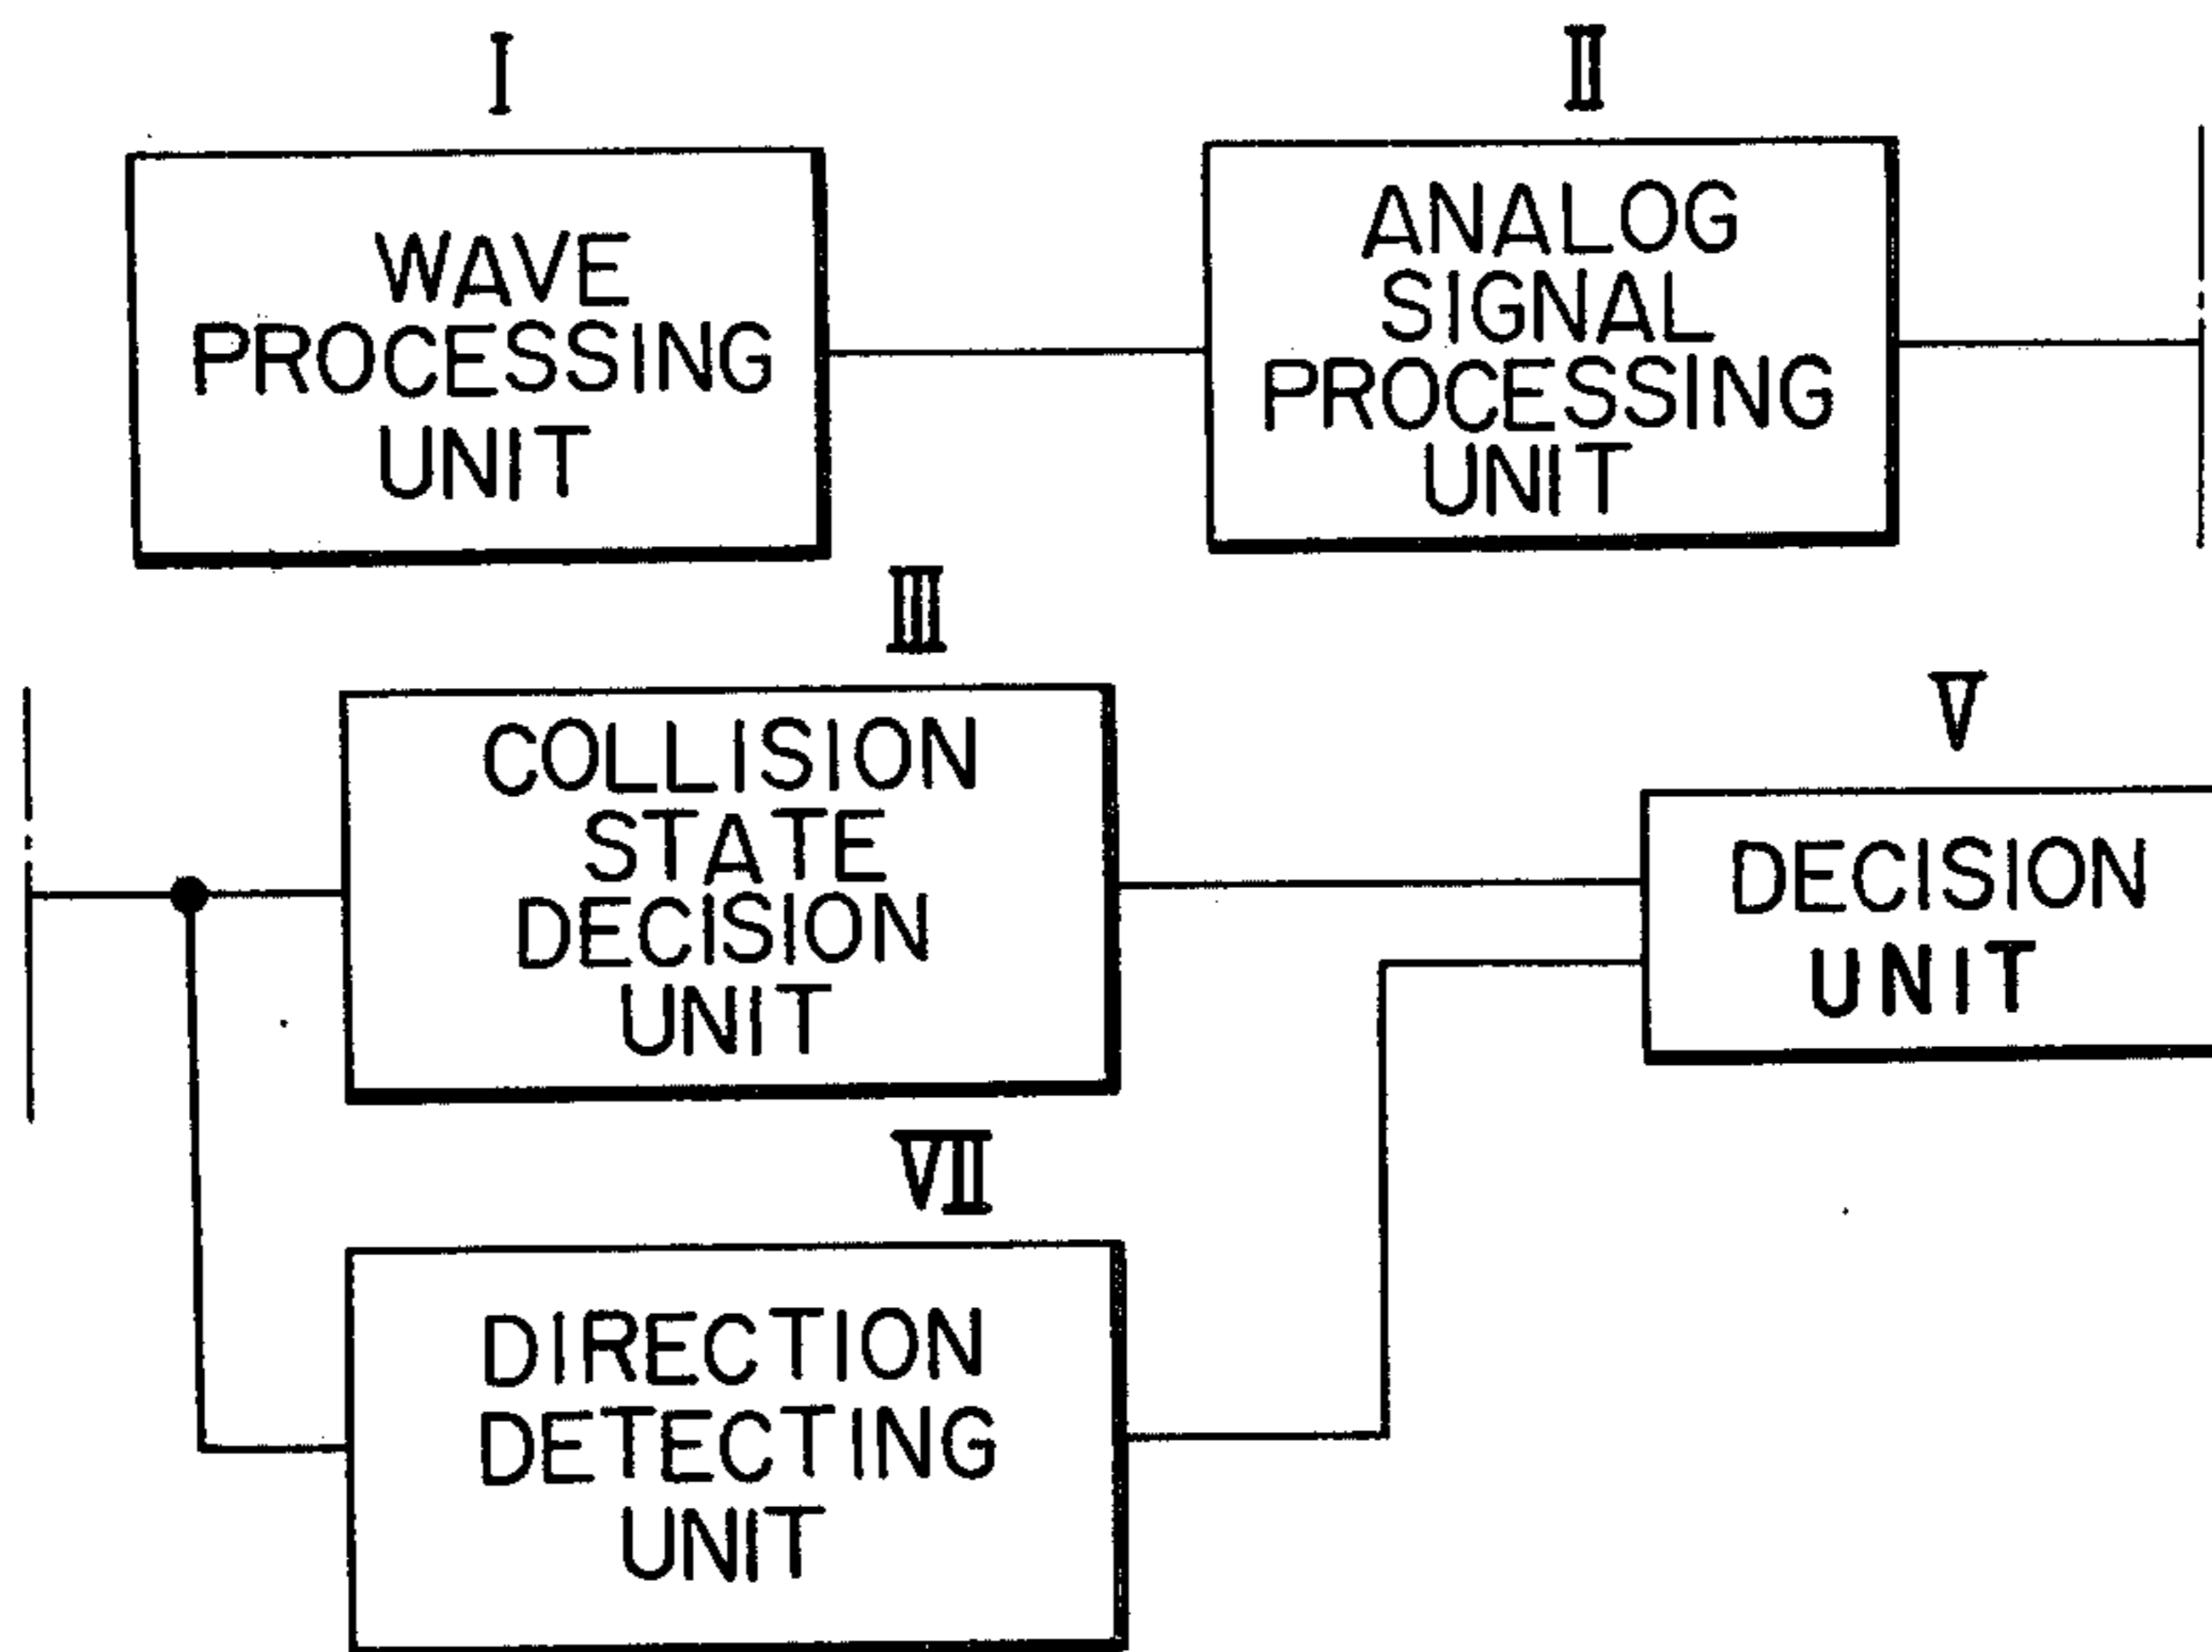 I
WAVE
PROCESSING
UNIT
II
ANALOG
SIGNAL
PROCESSING
UNIT
III
COLLISION
STATE
DECISION
UNIT
V
DECISION
UNIT
VII
DIRECTION
DETECTING
UNIT